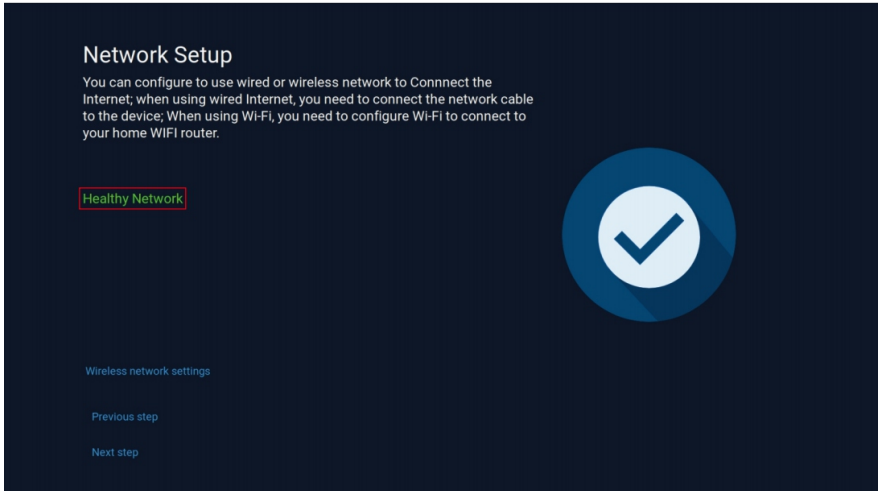 Network Setup
You can configure to use wired or wireless network to Connnect the
Internet; when using wired Internet, you need to connect the network cable
to the device; When using Wi-Fi, you need to configure Wi-Fi to connect to
your home WIFI router.
Healthy Network
Wireless network settings
Previous step
Next step